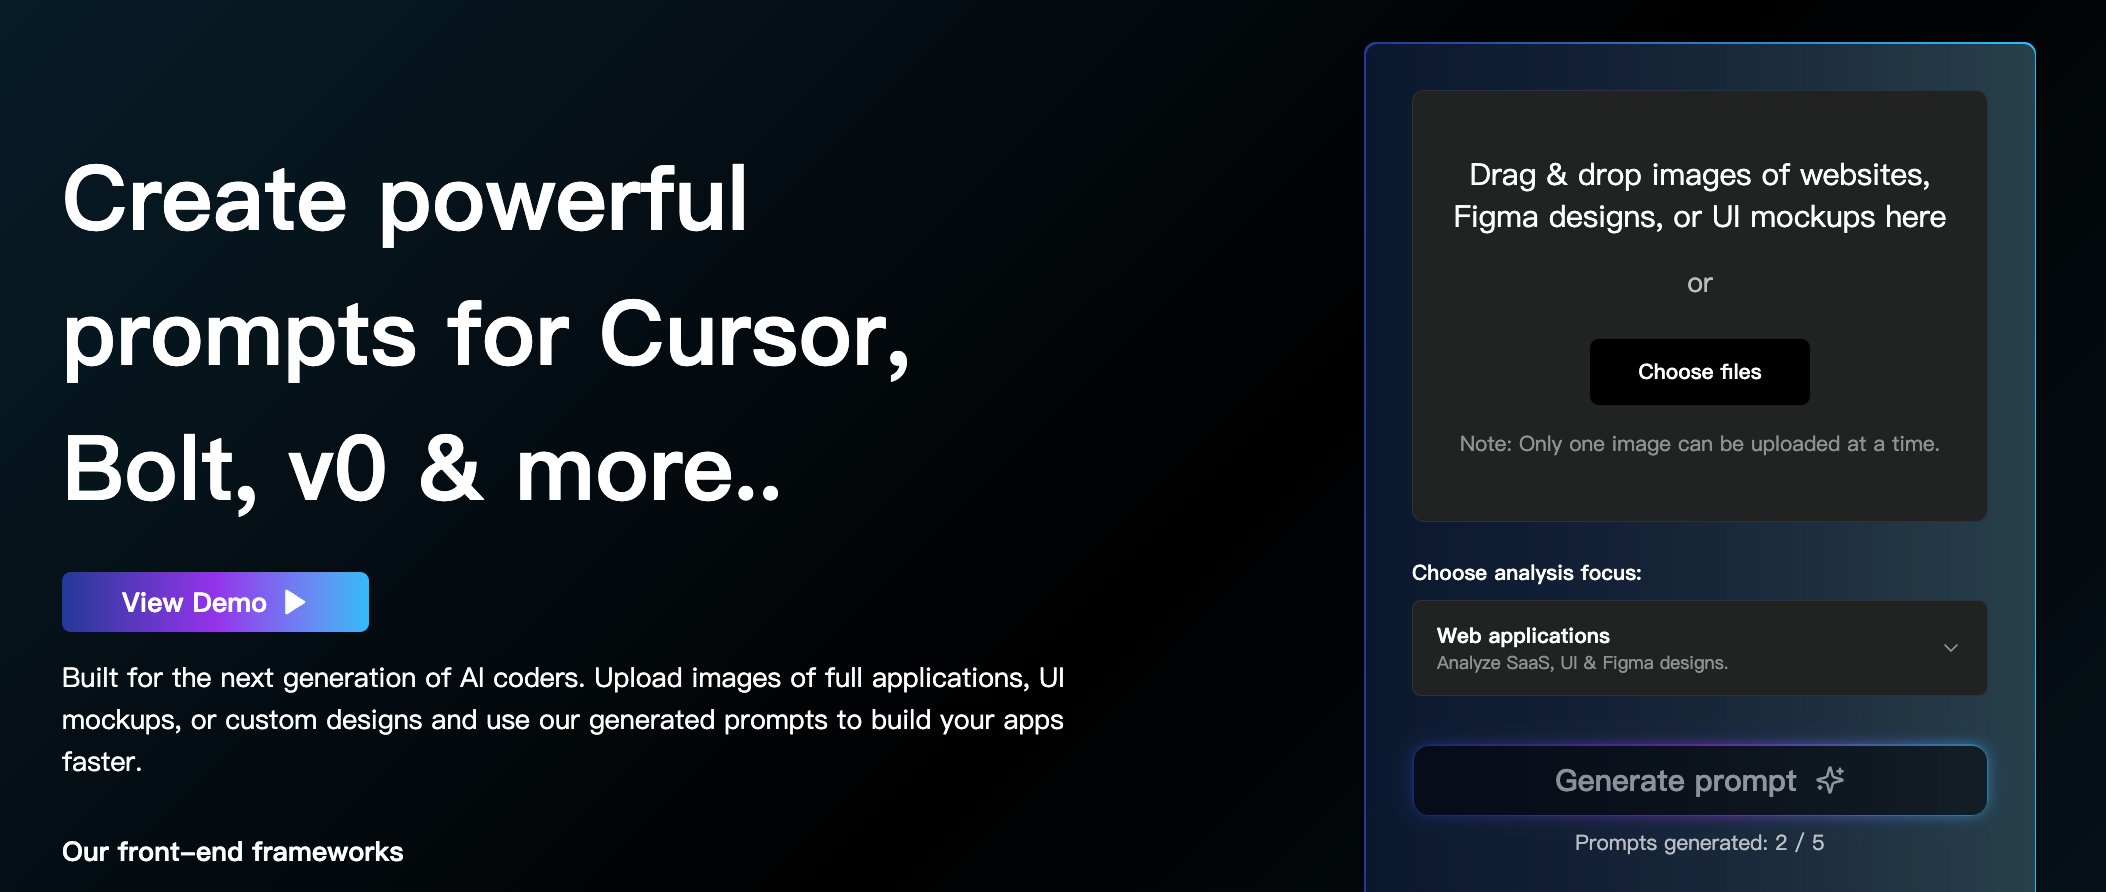 Create powerful
prompts for Cursor,
Bolt, v0 & more..
View Demo
Built for the next generation of AI coders. Upload images of full applications, UI
mockups, or custom designs and use our generated prompts to build your apps
faster.
Our front-end frameworks
Drag & drop images of websites,
Figma designs, or UI mockups here
or
Choose files
Note: Only one image can be uploaded at a time.
Choose analysis focus:
Web applications
Analyze SaaS, UI & Figma designs.
Generate prompt
Prompts generated: 2 / 5